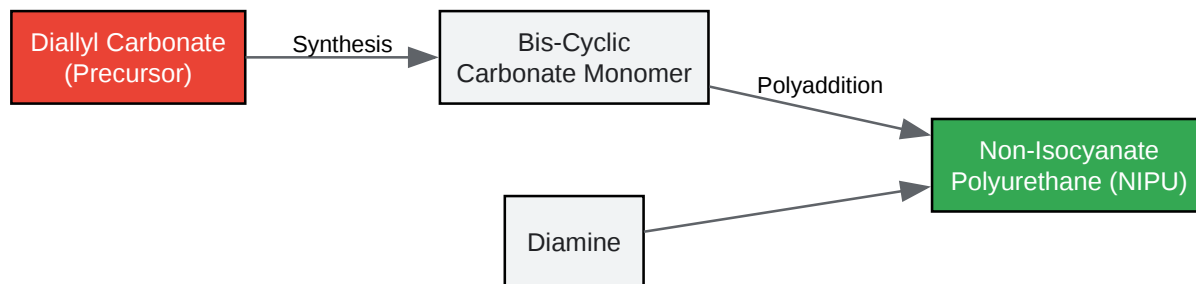 Diallyl Carbonate
(Precursor)
Synthesis
Bis-Cyclic
Carbonate Monomer
Polyaddition
Non-Isocyanate
Polyurethane (NIPU)
Diamine